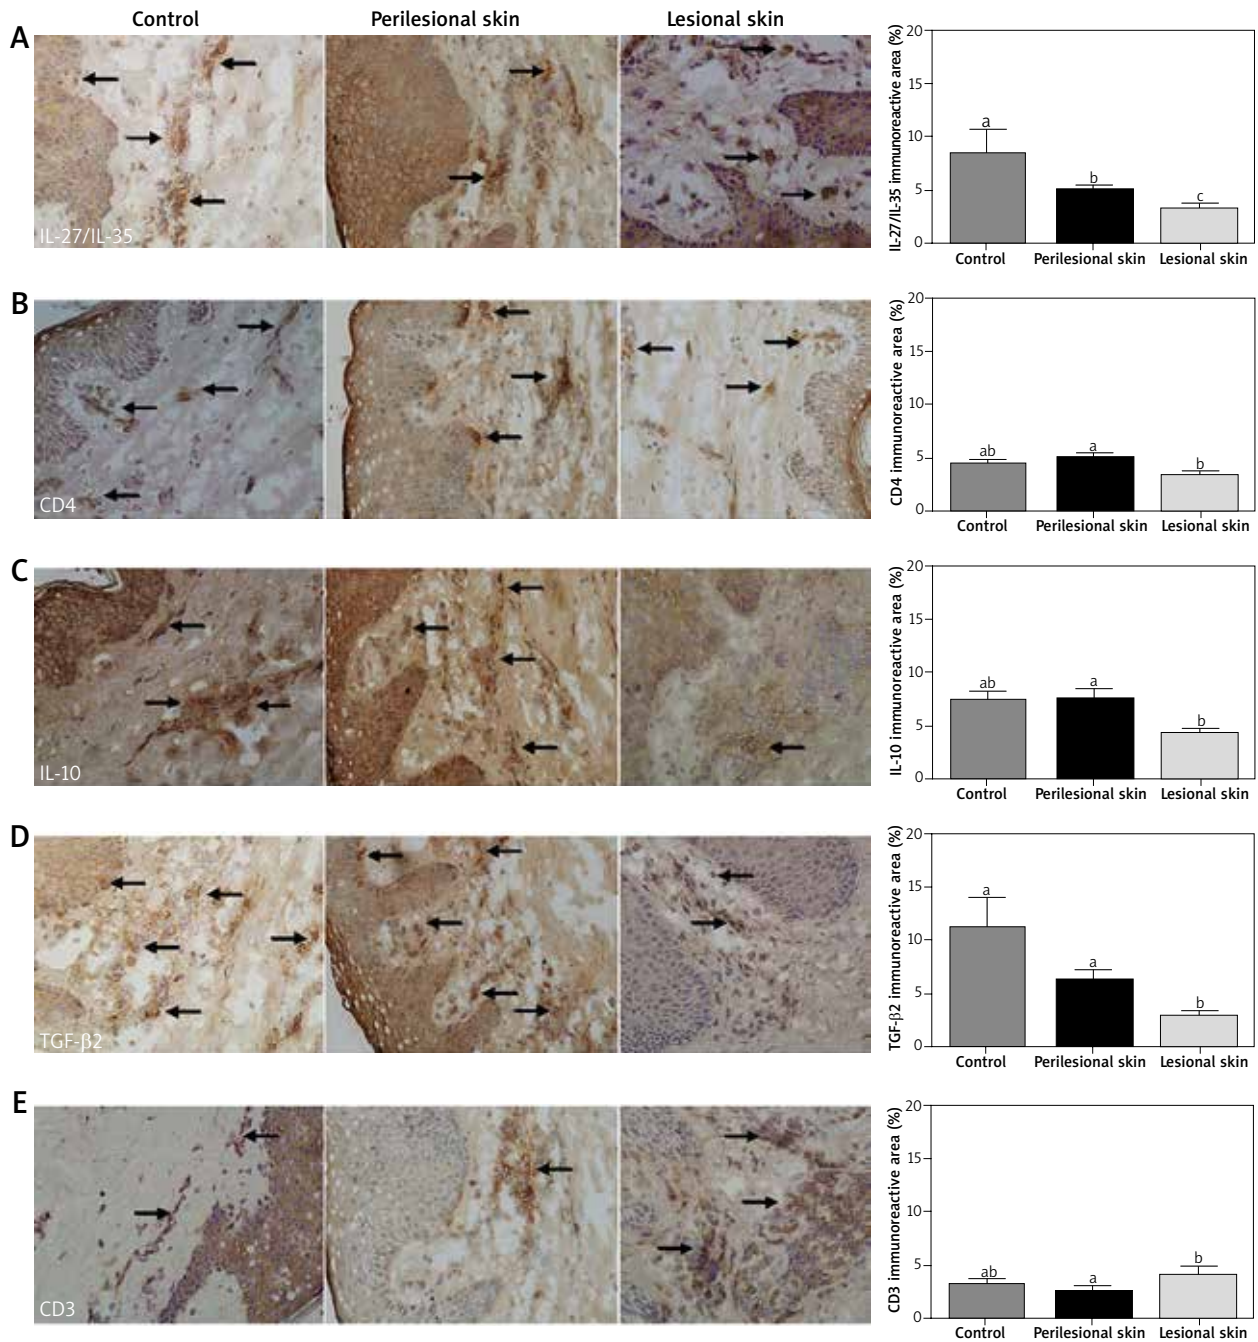 Control Perilesional skin Lesional skin
A
IL-27/IL-35
IL-27/IL-35 immunoreactive area (%)
20
15
10
5
0
a
b
c
Control Perilesional skin Lesional skin
B
CD4
CD4 immunoreactive area (%)
20
15
10
5
0
ab
a
b
Control Perilesional skin Lesional skin
C
IL-10
IL-10 immunoreactive area (%)
20
15
10
5
0
ab
a
b
Control Perilesional skin Lesional skin
D
TGF-β2
TGF-β2 immunoreactive area (%)
20
15
10
5
0
a
a
b
Control Perilesional skin Lesional skin
E
CD3
CD3 immunoreactive area (%)
20
15
10
5
0
ab
a
b
Control Perilesional skin Lesional skin